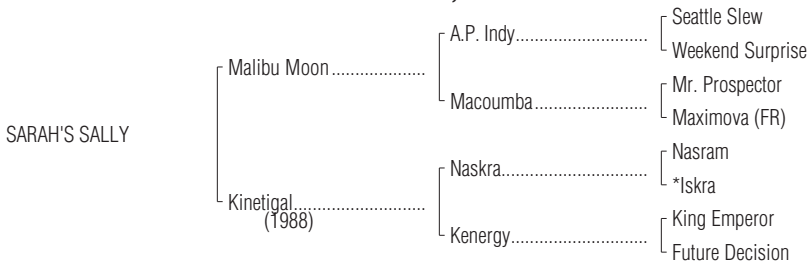 Seattle Slew
A.P. Indy
Weekend Surprise
Malibu Moon
Mr. Prospector
Macoumba
Maximova (FR)
SARAH'S SALLY
Nasram
Naskra
*Iskra
Kinetigal
(1988)
King Emperor
Kenergy
Future Decision